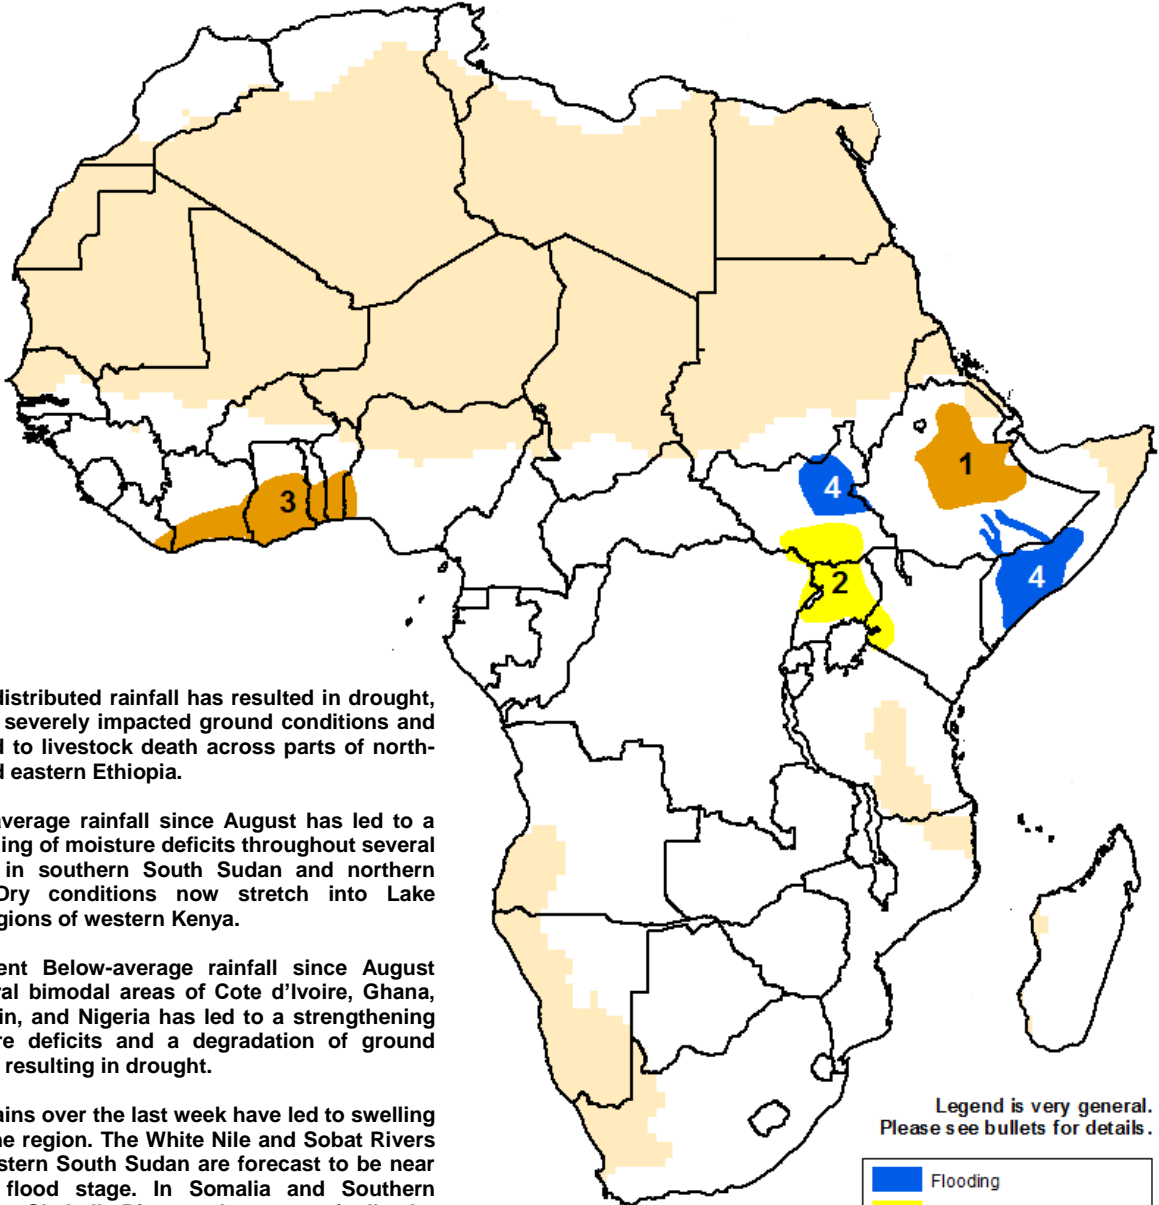 1
4
3
2
4
distributed rainfall has resulted in drought,
severely impacted ground conditions and
to livestock death across parts of north-
eastern Ethiopia.
average rainfall since August has led to a
ing of moisture deficits throughout several
in southern South Sudan and northern
Dry conditions now stretch into Lake
gions of western Kenya.
ent Below-average rainfall since August
ral bimodal areas of Cote d'Ivoire, Ghana,
in, and Nigeria has led to a strengthening
re deficits and a degradation of ground
resulting in drought.
ains over the last week have led to swelling
he region. The White Nile and Sobat Rivers
stern South Sudan are forecast to be near
flood stage. In Somalia and Southern
Legend is very general.
Please see bullets for details.
Flooding